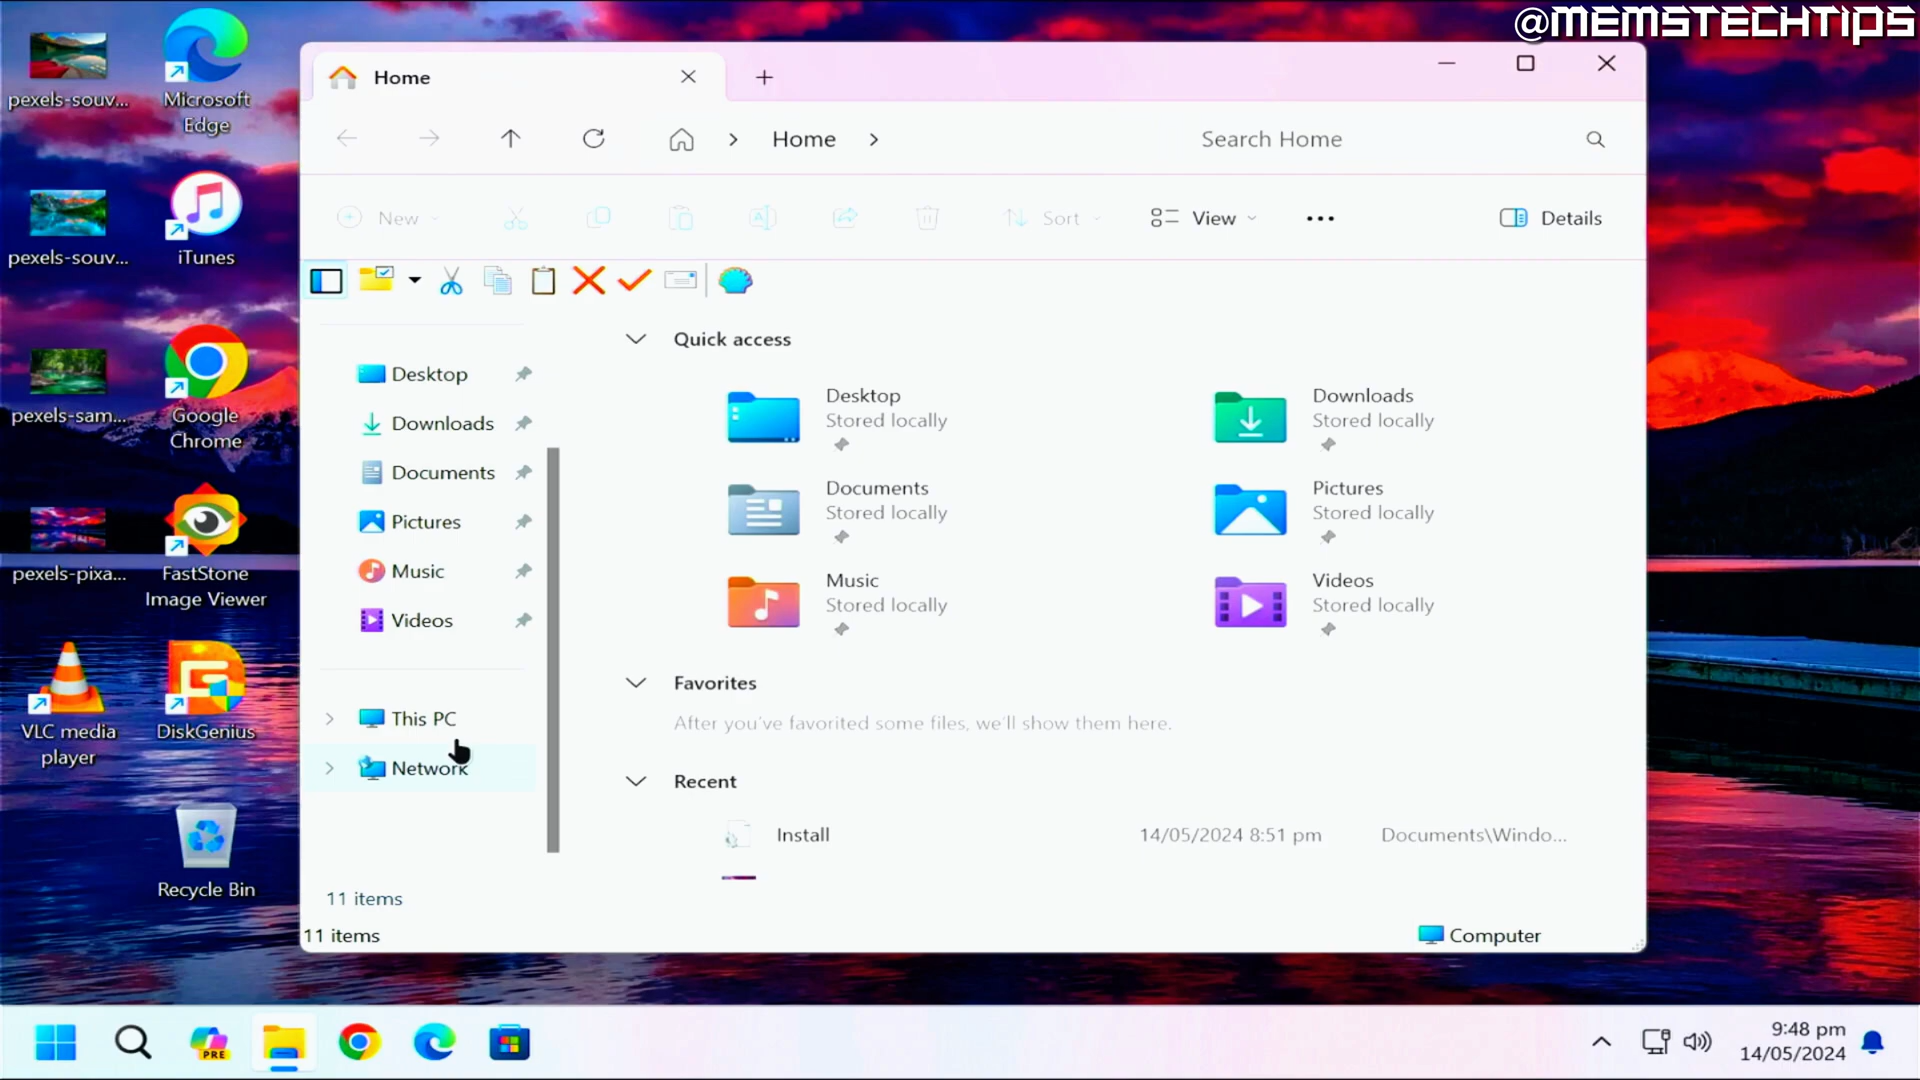 @MEMSTECHTIPS
pexels-souv...
Microsoft
Edge
pexels-souv...
iTunes
pexels-sam...
Google
Chrome
pexels-pixa...
FastStone
Image Viewer
VLC media
player
DiskGenius
Recycle Bin
Home
Home
Search Home
New
Sort
View
Details
Desktop
Downloads
Documents
Pictures
Music
Videos
This PC
Network
Quick access
Desktop
Stored locally
Downloads
Stored locally
Documents
Stored locally
Pictures
Stored locally
Music
Stored locally
Videos
Stored locally
Favorites
After you've favorited some files, we'll show them here.
Recent
Install 14/05/2024 8:51 pm Documents\Windo...
11 items
11 items
Computer
PRE
9:48 pm
14/05/2024